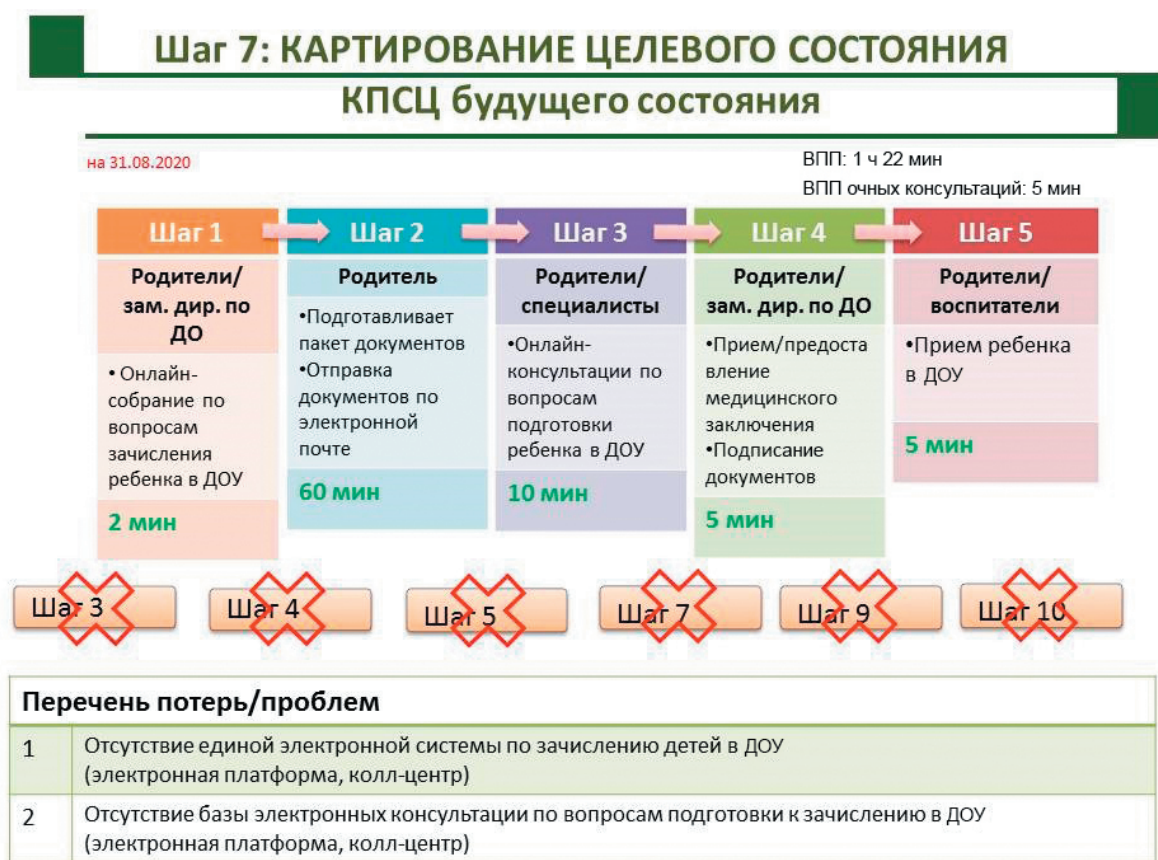 Шаг 7: КАРТИРОВАНИЕ ЦЕЛЕВОГО СОСТОЯНИЯ
КПСЦ будущего состояния
на 31.08.2020
ВПП: 1 ч 22 мин
ВПП очных консультаций: 5 мин
Шаг 1
Родители/
зам. дир. по
ДО
• Онлайн-
собрание по
вопросам
зачисления
ребенка в ДОУ
2 мин
Шаг 2
Родитель
•Подготавливает
пакет документов
•Отправка
документов по
электронной
почте
60 мин
Шаг 3
Родители/
специалисты
•Онлайн-
консультации по
вопросам
подготовки
ребенка в ДОУ
10 мин
Шаг 4
Родители/
зам. дир. по ДО
•Прием/предоста
вление
медицинского
заключения
•Подписание
документов
5 мин
Шаг 5
Родители/
воспитатели
•Прием ребенка
в ДОУ
5 мин
Шаг 3
Шаг 4
Шаг 5
Шаг 7
Шаг 9
Шаг 10
Перечень потерь/проблем
1
Отсутствие единой электронной системы по зачислению детей в ДОУ
(электронная платформа, колл-центр)
2
Отсутствие базы электронных консультации по вопросам подготовки к зачислению в ДОУ
(электронная платформа, колл-центр)